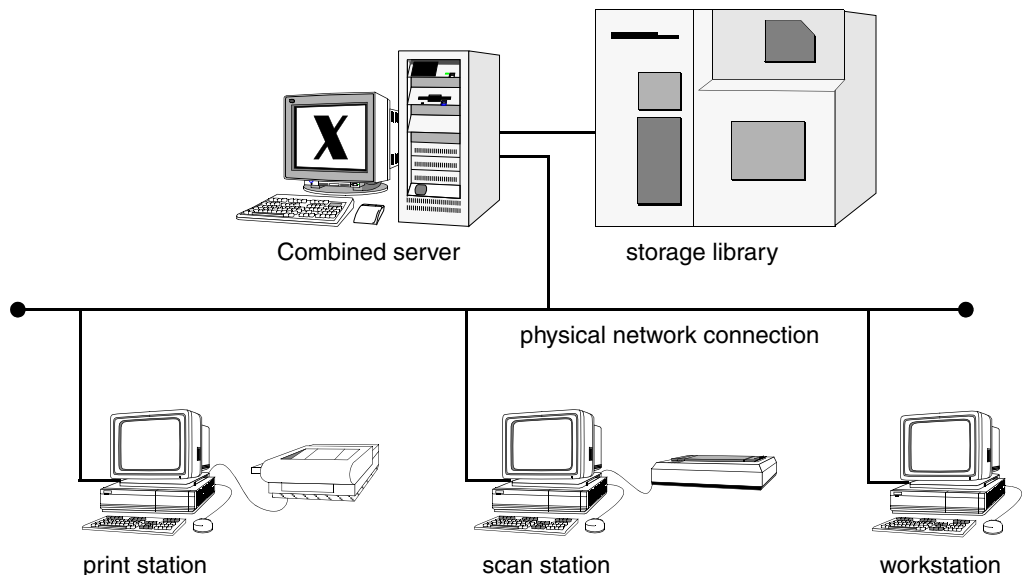 X
Combined server
storage library
physical network connection
print station
scan station
workstation